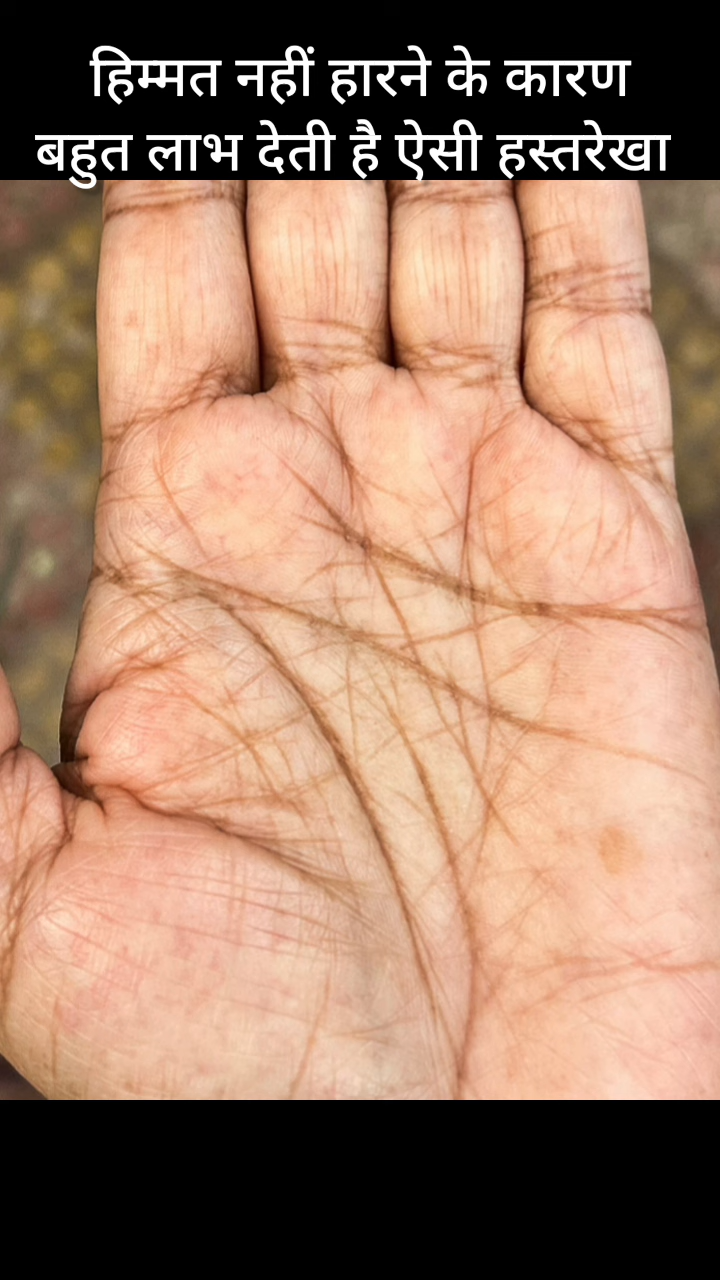 हिम्मत नहीं हारने के कारण
बहुत लाभ देती है ऐसी हस्तरेखा